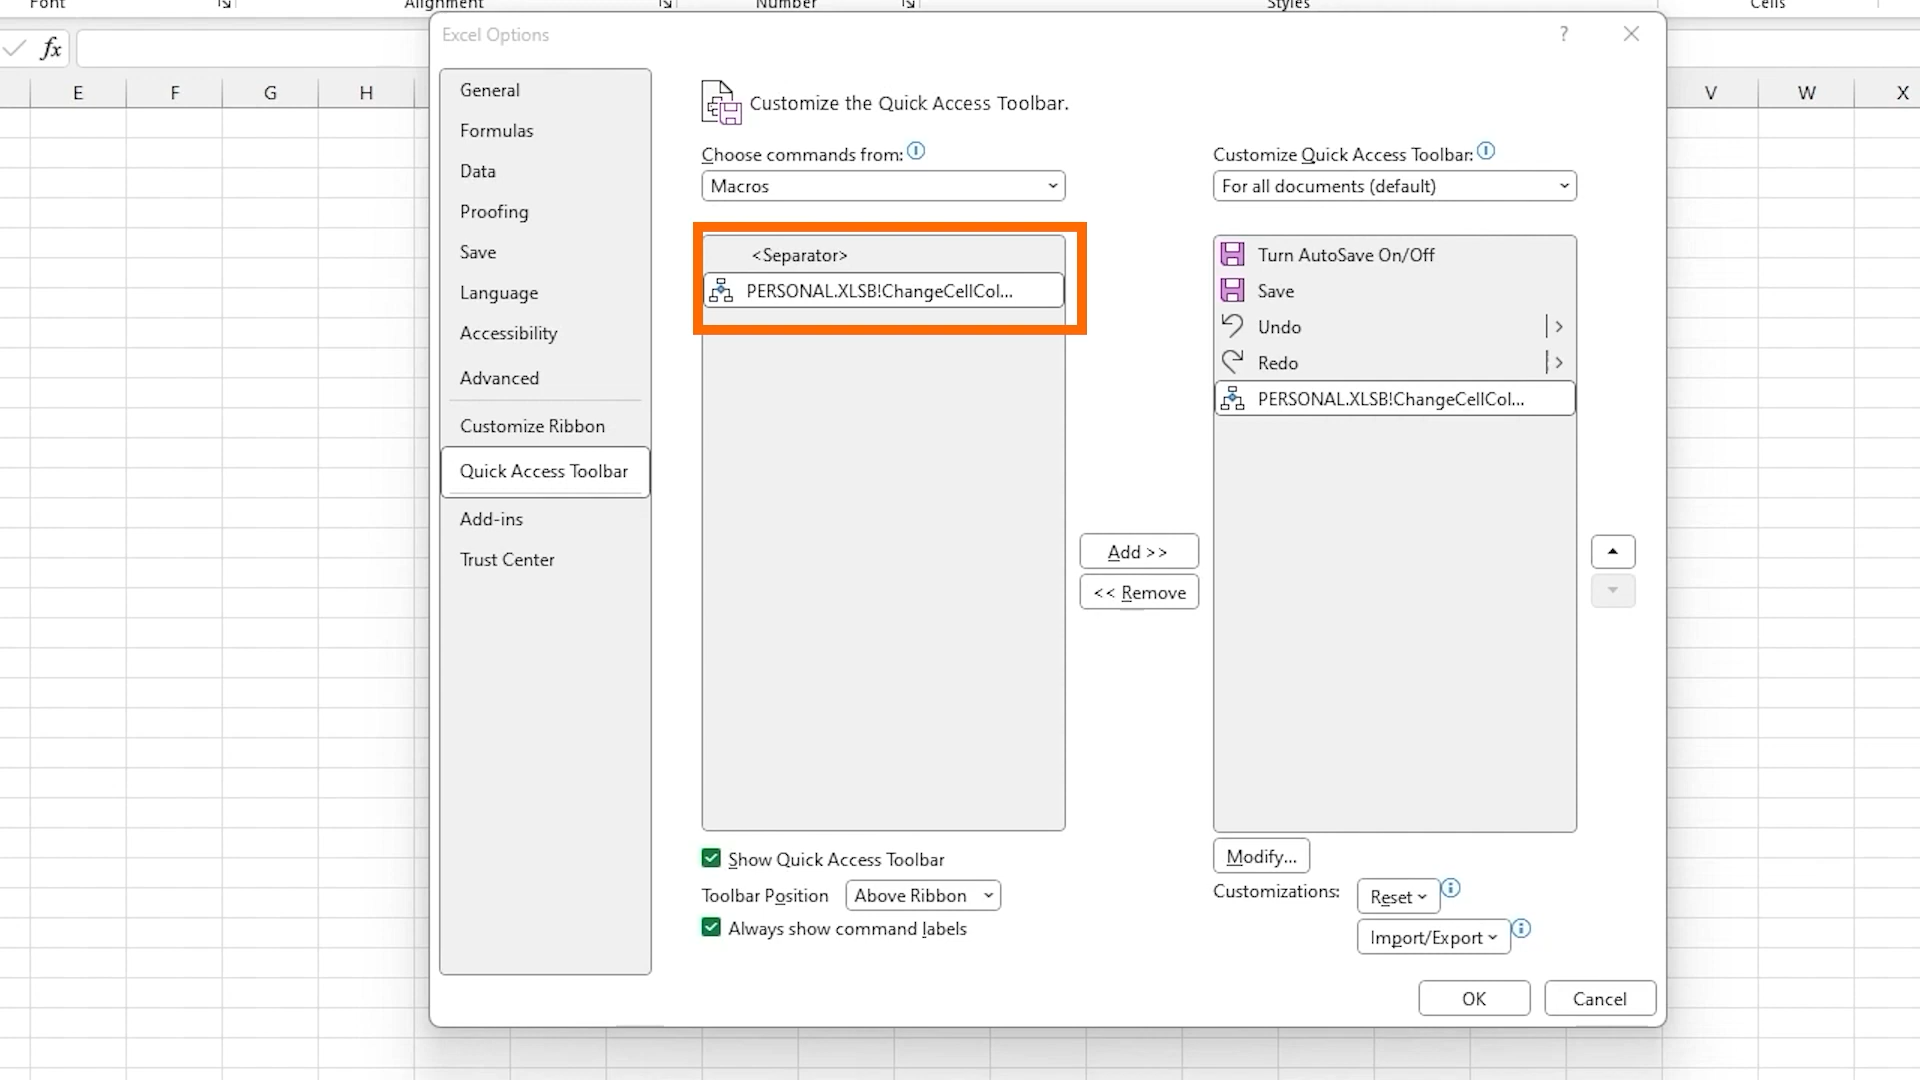 Font
Alignment
Number
Styles
Cells
fx
E
F
G
H
V
W
X
Excel Options
?
General
Formulas
Data
Proofing
Save
Language
Accessibility
Advanced
Customize Ribbon
Quick Access Toolbar
Add-ins
Trust Center
Customize the Quick Access Toolbar.
Choose commands from:
Macros
<Separator>
PERSONAL.XLSB!ChangeCellCol...
Add >>
<< Remove
Customize Quick Access Toolbar:
For all documents (default)
Turn AutoSave On/Off
Save
Undo
Redo
PERSONAL.XLSB!ChangeCellCol...
Show Quick Access Toolbar
Toolbar Position
Above Ribbon
Always show command labels
Modify...
Customizations:
Reset
Import/Export
OK
Cancel